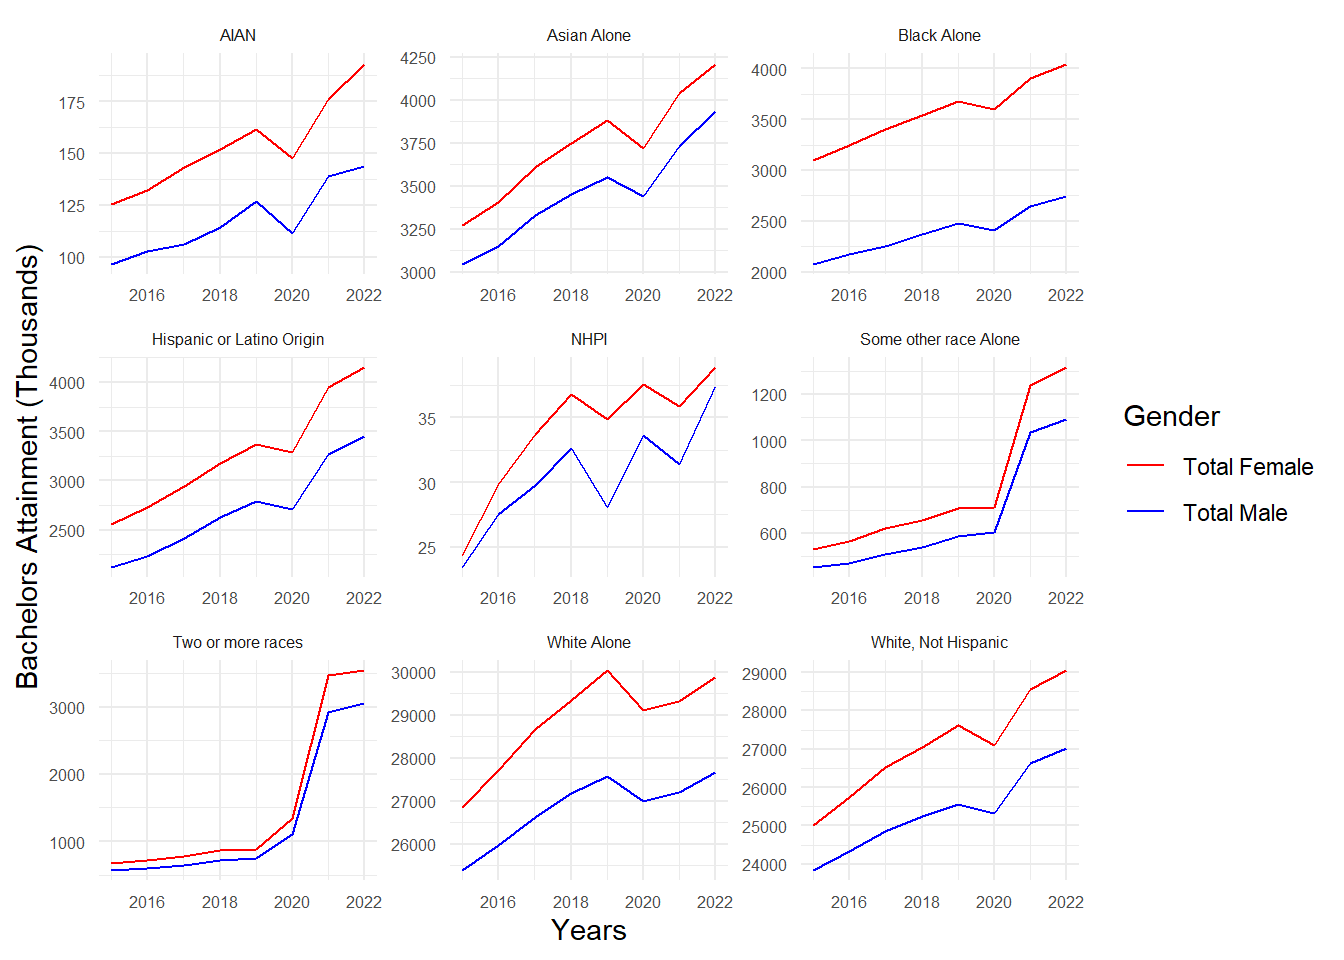 AIAN
Asian Alone
Black Alone
175
150
125
100
4250
4000
3750
3500
3250
3000
4000
3500
3000
2500
2000
2016 2018 2020 2022
2016 2018 2020 2022
2016 2018 2020 2022
Hispanic or Latino Origin
NHPI
Some other race Alone
4000
3500
3000
2500
35
30
25
1200
1000
800
600
2016 2018 2020 2022
2016 2018 2020 2022
2016 2018 2020 2022
Two or more races
White Alone
White, Not Hispanic
3000
2000
1000
30000
29000
28000
27000
26000
29000
28000
27000
26000
25000
24000
2016 2018 2020 2022
2016 2018 2020 2022
2016 2018 2020 2022
Years
Bachelors Attainment (Thousands)
Gender
Total Female
Total Male